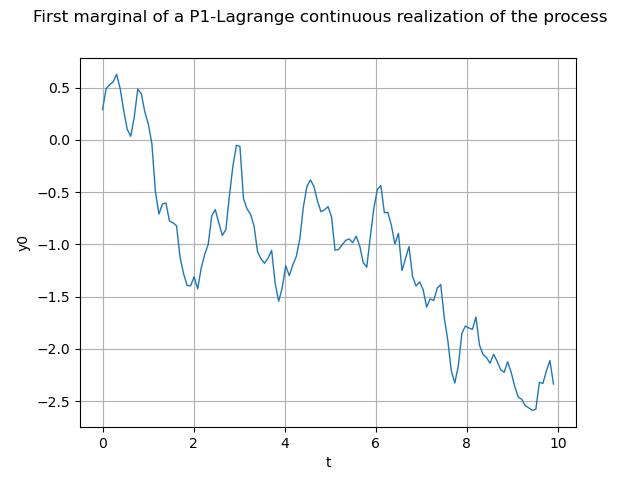 First marginal of a P1-Lagrange continuous realization of the process
0.5
0.0
−0.5
−1.0
−1.5
−2.0
−2.5
y0
0 2 4 6 8 10
t